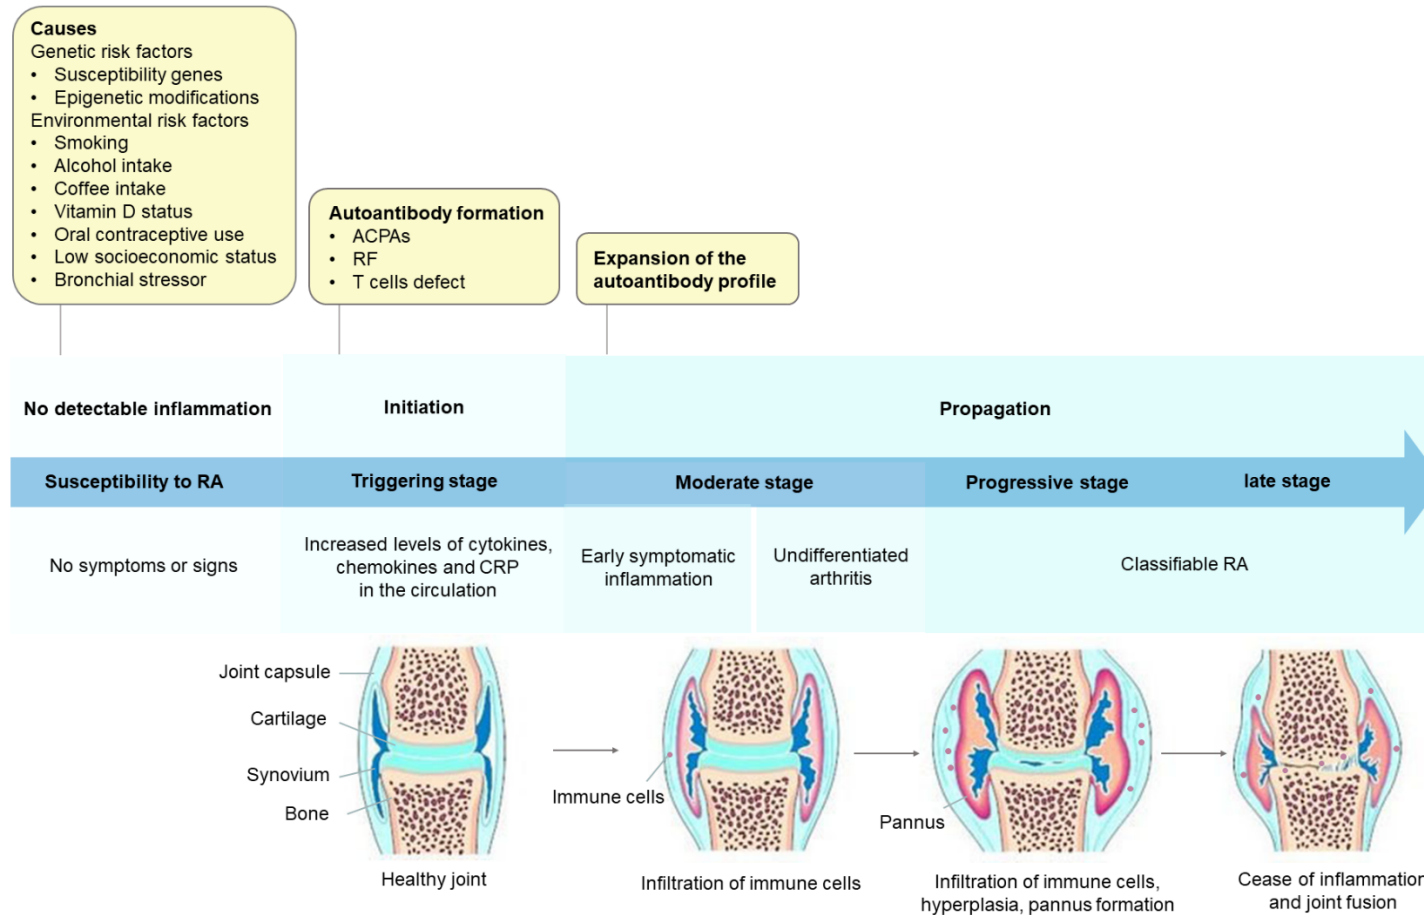 Causes
Genetic risk factors
• Susceptibility genes
• Epigenetic modifications
Environmental risk factors
• Smoking
• Alcohol intake
• Coffee intake
• Vitamin D status
• Oral contraceptive use
• Low socioeconomic status
• Bronchial stressor
Autoantibody formation
• ACPAs
• RF
• T cells defect
Expansion of the
autoantibody profile
No detectable inflammation
Initiation
Propagation
Susceptibility to RA
Triggering stage
Moderate stage
Progressive stage
late stage
No symptoms or signs
Increased levels of cytokines,
chemokines and CRP
in the circulation
Early symptomatic
inflammation
Undifferentiated
arthritis
Classifiable RA
Joint capsule
Cartilage
Synovium
Bone
Immune cells
Pannus
Healthy joint
Infiltration of immune cells
Infiltration of immune cells,
hyperplasia, pannus formation
Cease of inflammation
and joint fusion